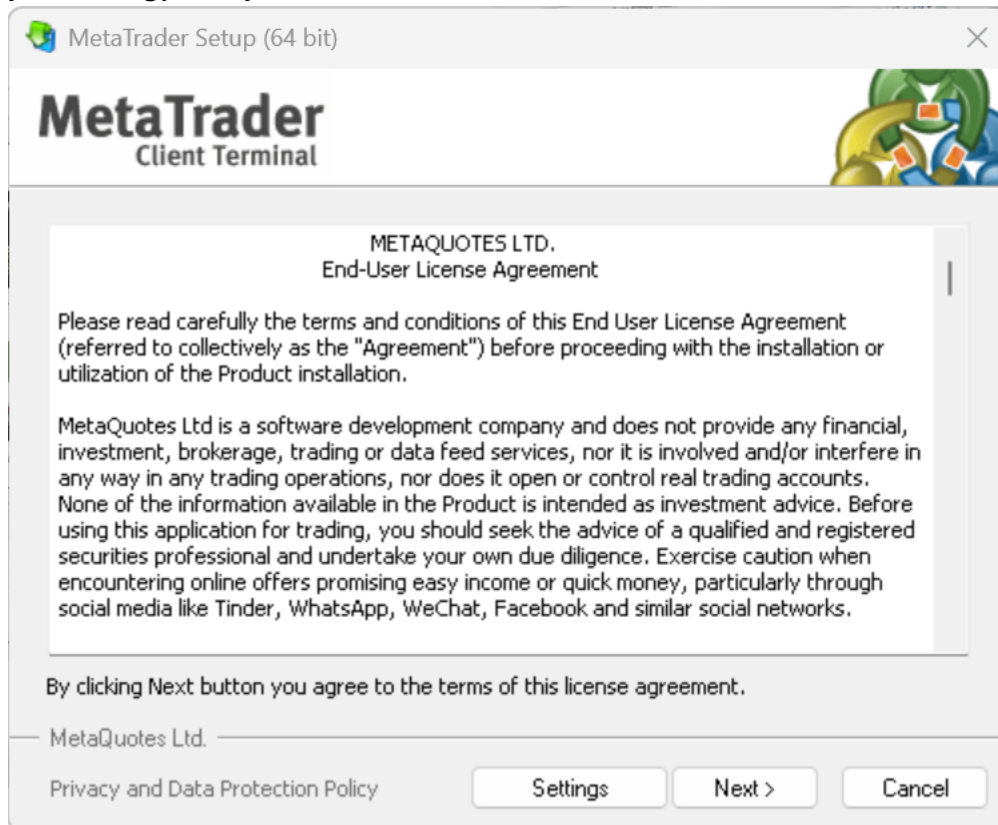 MetaTrader Setup (64 bit)
MetaTrader
Client Terminal
METAQUOTES LTD.
End-User License Agreement
Please read carefully the terms and conditions of this End User License Agreement
(referred to collectively as the "Agreement") before proceeding with the installation or
utilization of the Product installation.
MetaQuotes Ltd is a software development company and does not provide any financial,
investment, brokerage, trading or data feed services, nor it is involved and/or interfere in
any way in any trading operations, nor does it open or control real trading accounts.
None of the information available in the Product is intended as investment advice. Before
using this application for trading, you should seek the advice of a qualified and registered
securities professional and undertake your own due diligence. Exercise caution when
encountering online offers promising easy income or quick money, particularly through
social media like Tinder, WhatsApp, WeChat, Facebook and similar social networks.
By clicking Next button you agree to the terms of this license agreement.
MetaQuotes Ltd.
Privacy and Data Protection Policy
Settings
Next >
Cancel